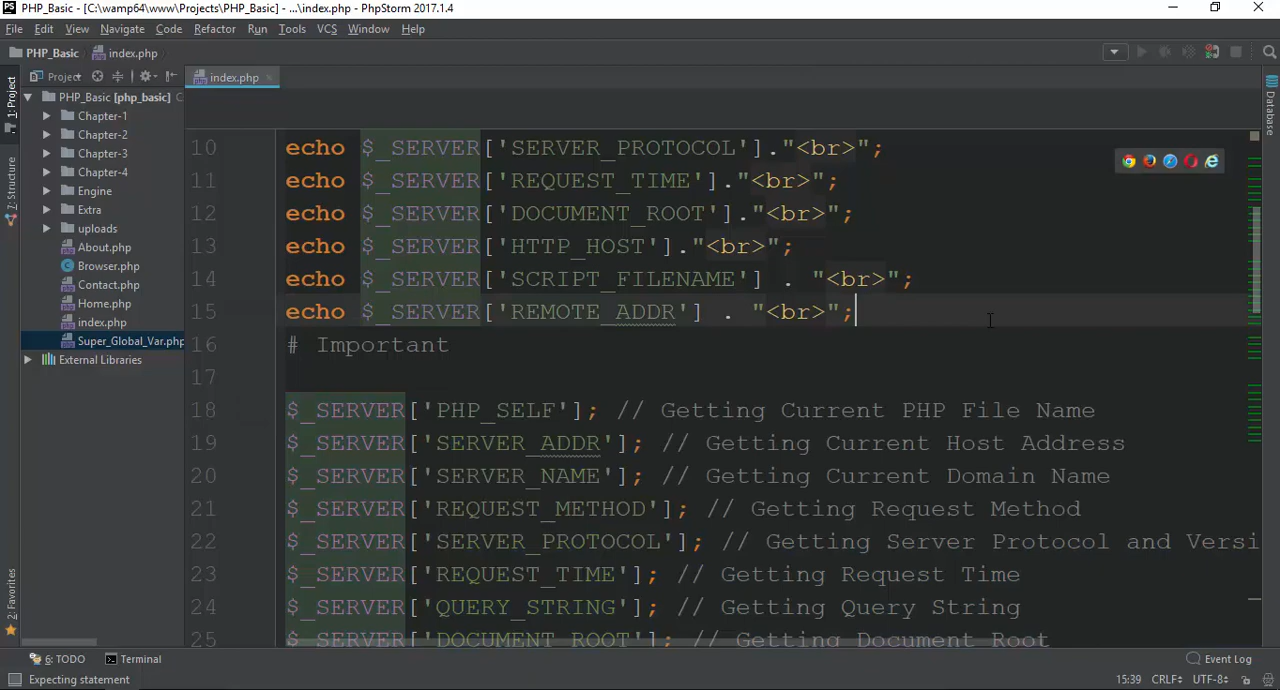 PHP_Basic - [C:\wamp64\www\Projects\PHP_Basic] - ...\index.php - PhpStorm 2017.1.4
File Edit View Navigate Code Refactor Run Tools VCS Window Help
PHP_Basic index.php
Project index.php
1: Project
7: Structure
2: Favorites
Database
PHP_Basic [php_basic]
Chapter-1
Chapter-2
Chapter-3
Chapter-4
Engine
Extra
uploads
About.php
Browser.php
Contact.php
Home.php
index.php
Super_Global_Var.php
External Libraries
10 echo $_SERVER['SERVER_PROTOCOL']."<br>";
11 echo $_SERVER['REQUEST_TIME']."<br>";
12 echo $_SERVER['DOCUMENT_ROOT']."<br>";
13 echo $_SERVER['HTTP_HOST']."<br>";
14 echo $_SERVER['SCRIPT_FILENAME'] . "<br>";
15 echo $_SERVER['REMOTE_ADDR'] . "<br>";
16 # Important
17
18 $_SERVER['PHP_SELF']; // Getting Current PHP File Name
19 $_SERVER['SERVER_ADDR']; // Getting Current Host Address
20 $_SERVER['SERVER_NAME']; // Getting Current Domain Name
21 $_SERVER['REQUEST_METHOD']; // Getting Request Method
22 $_SERVER['SERVER_PROTOCOL']; // Getting Server Protocol and Versi
23 $_SERVER['REQUEST_TIME']; // Getting Request Time
24 $_SERVER['QUERY_STRING']; // Getting Query String
25 $_SERVER['DOCUMENT_ROOT']; // Getting Document Root
6: TODO Terminal Event Log
Expecting statement 15:39 CRLF UTF-8